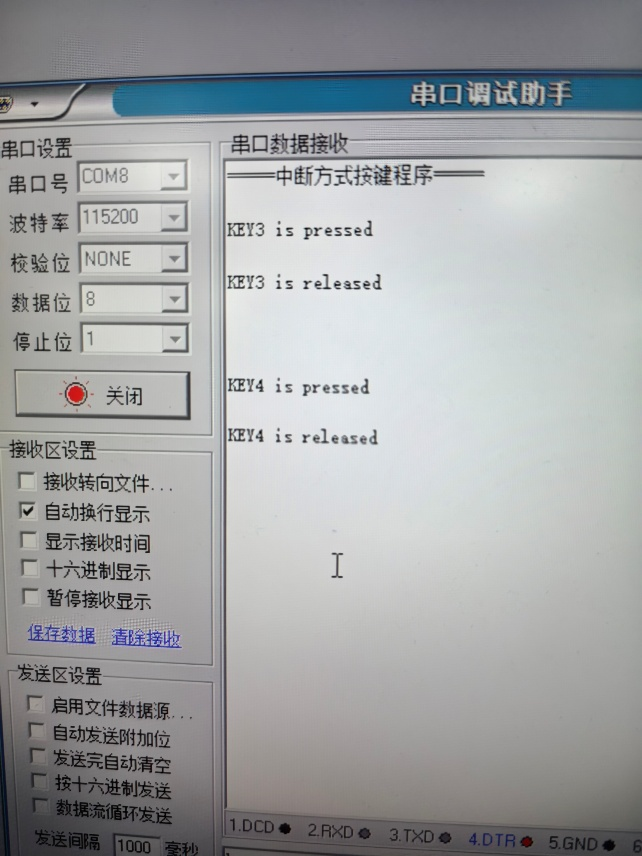 串口调试助手
串口设置
串口号 COM8
波特率 115200
校验位 NONE
数据位 8
停止位 1
关闭
接收区设置
接收转向文件...
自动换行显示
显示接收时间
十六进制显示
暂停接收显示
保存数据 清除接收
发送区设置
启用文件数据源...
自动发送附加位
发送完自动清空
按十六进制发送
数据流循环发送
发送间隔 1000 毫秒
串口数据接收
====中断方式按键程序====
KEY3 is pressed
KEY3 is released
KEY4 is pressed
KEY4 is released
1.DCD 2.RXD 3.TXD 4.DTR 5.GND